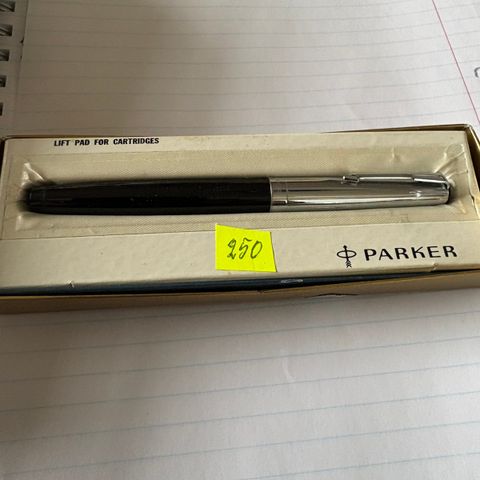 LIFT PAD FOR CARTRIDGES
250
PARKER